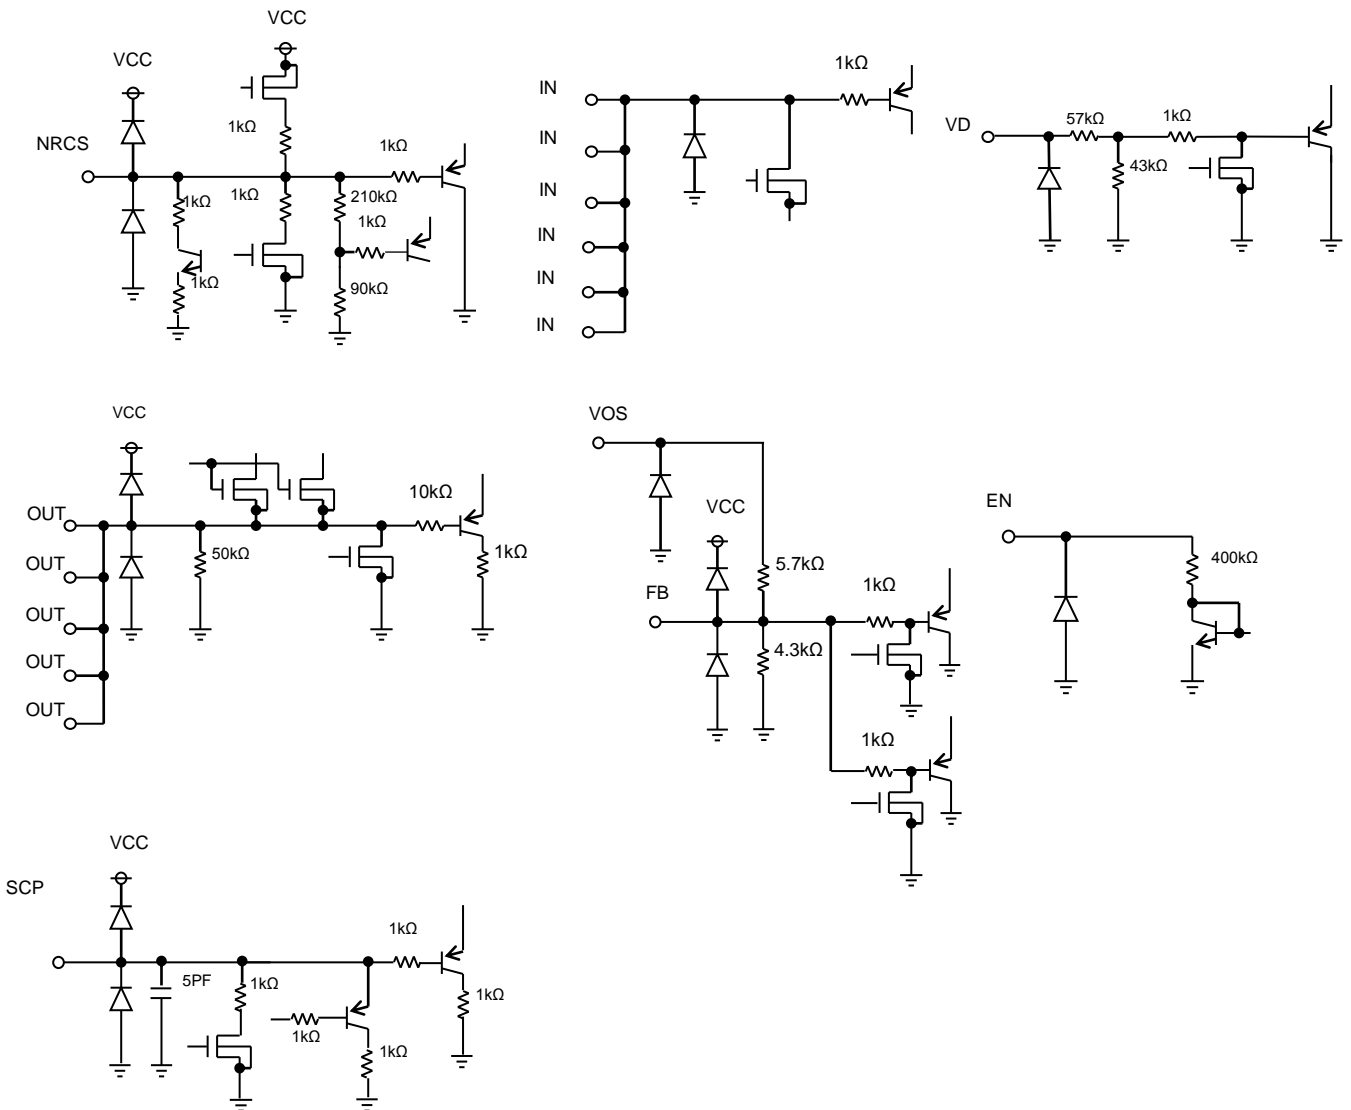 VCC
VCC
NRCS
1kΩ
1kΩ
1kΩ
1kΩ
210kΩ
1kΩ
1kΩ
90kΩ
IN
IN
IN
IN
IN
IN
1kΩ
VD
57kΩ
1kΩ
43kΩ
VCC
OUT
OUT
OUT
OUT
OUT
50kΩ
10kΩ
1kΩ
VOS
VCC
FB
5.7kΩ
4.3kΩ
1kΩ
1kΩ
EN
400kΩ
VCC
SCP
5PF
1kΩ
1kΩ
1kΩ
1kΩ
1kΩ